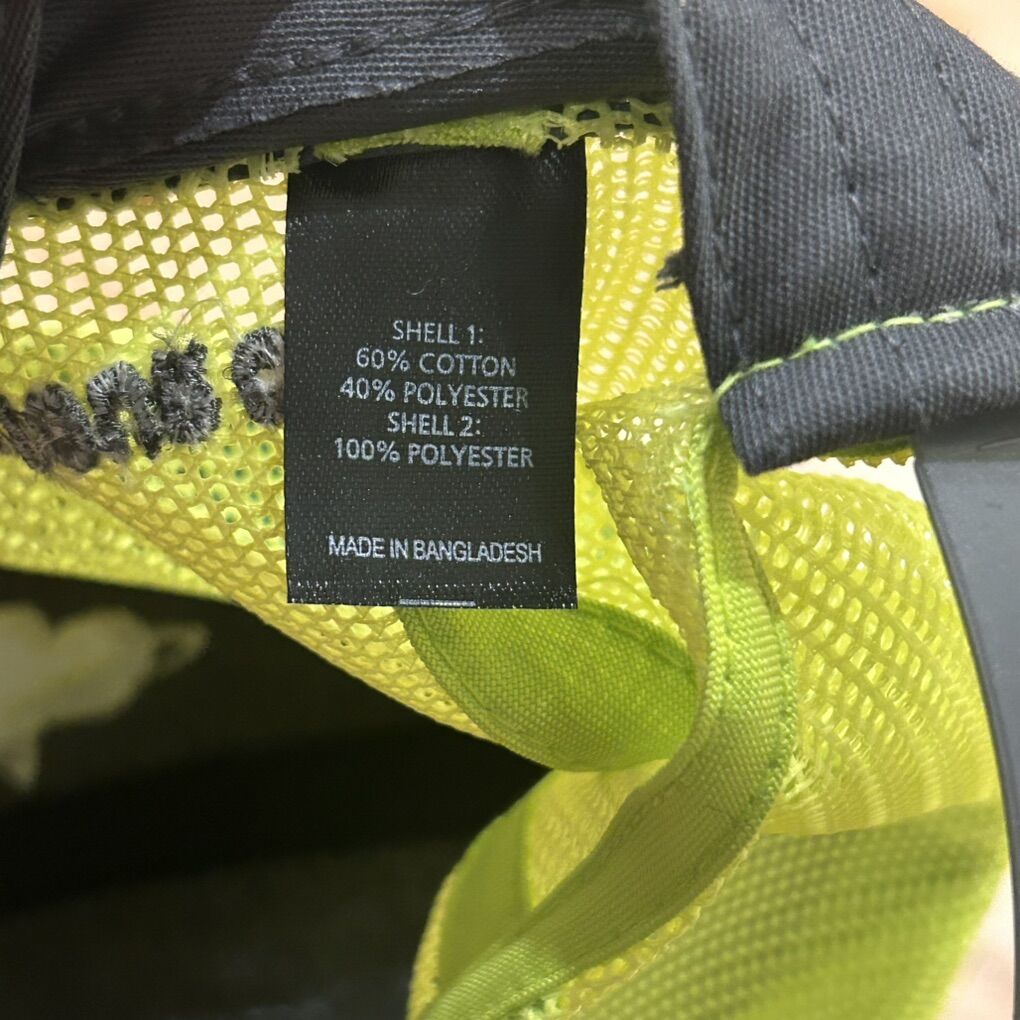 SHELL 1:
60% COTTON
40% POLYESTER
SHELL 2:
100% POLYESTER
MADE IN BANGLADESH